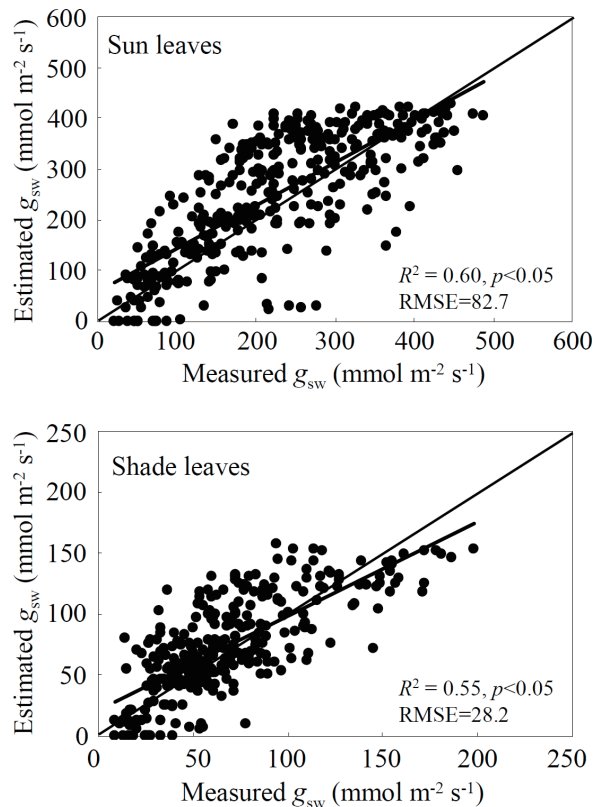 600
Sun leaves
500
400
300
200
100
0
Estimated gsw (mmol m-2 s-1)
R2 = 0.60, p<0.05
RMSE=82.7
0 100 200 300 400 500 600
Measured gsw (mmol m-2 s-1)
250
Shade leaves
200
150
100
50
0
Estimated gsw (mmol m-2 s-1)
R2 = 0.55, p<0.05
RMSE=28.2
0 50 100 150 200 250
Measured gsw (mmol m-2 s-1)